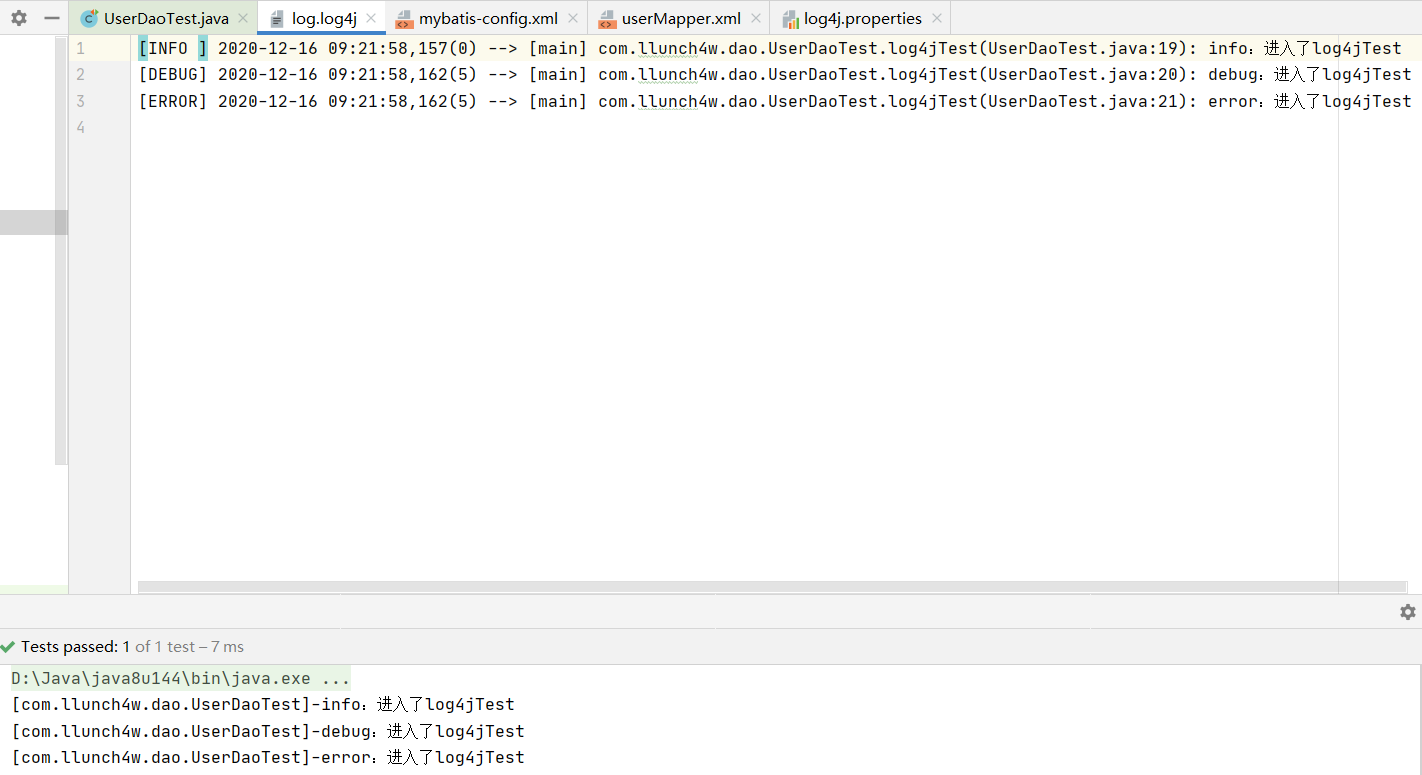 UserDaoTest.java log.log4j mybatis-config.xml userMapper.xml log4j.properties
1 [INFO ] 2020-12-16 09:21:58,157(0) --> [main] com.llunch4w.dao.UserDaoTest.log4jTest(UserDaoTest.java:19): info：进入了log4jTest
2 [DEBUG] 2020-12-16 09:21:58,162(5) --> [main] com.llunch4w.dao.UserDaoTest.log4jTest(UserDaoTest.java:20): debug：进入了log4jTest
3 [ERROR] 2020-12-16 09:21:58,162(5) --> [main] com.llunch4w.dao.UserDaoTest.log4jTest(UserDaoTest.java:21): error：进入了log4jTest
4
Tests passed: 1 of 1 test – 7 ms
D:\Java\java8u144\bin\java.exe ...
[com.llunch4w.dao.UserDaoTest]-info：进入了log4jTest
[com.llunch4w.dao.UserDaoTest]-debug：进入了log4jTest
[com.llunch4w.dao.UserDaoTest]-error：进入了log4jTest